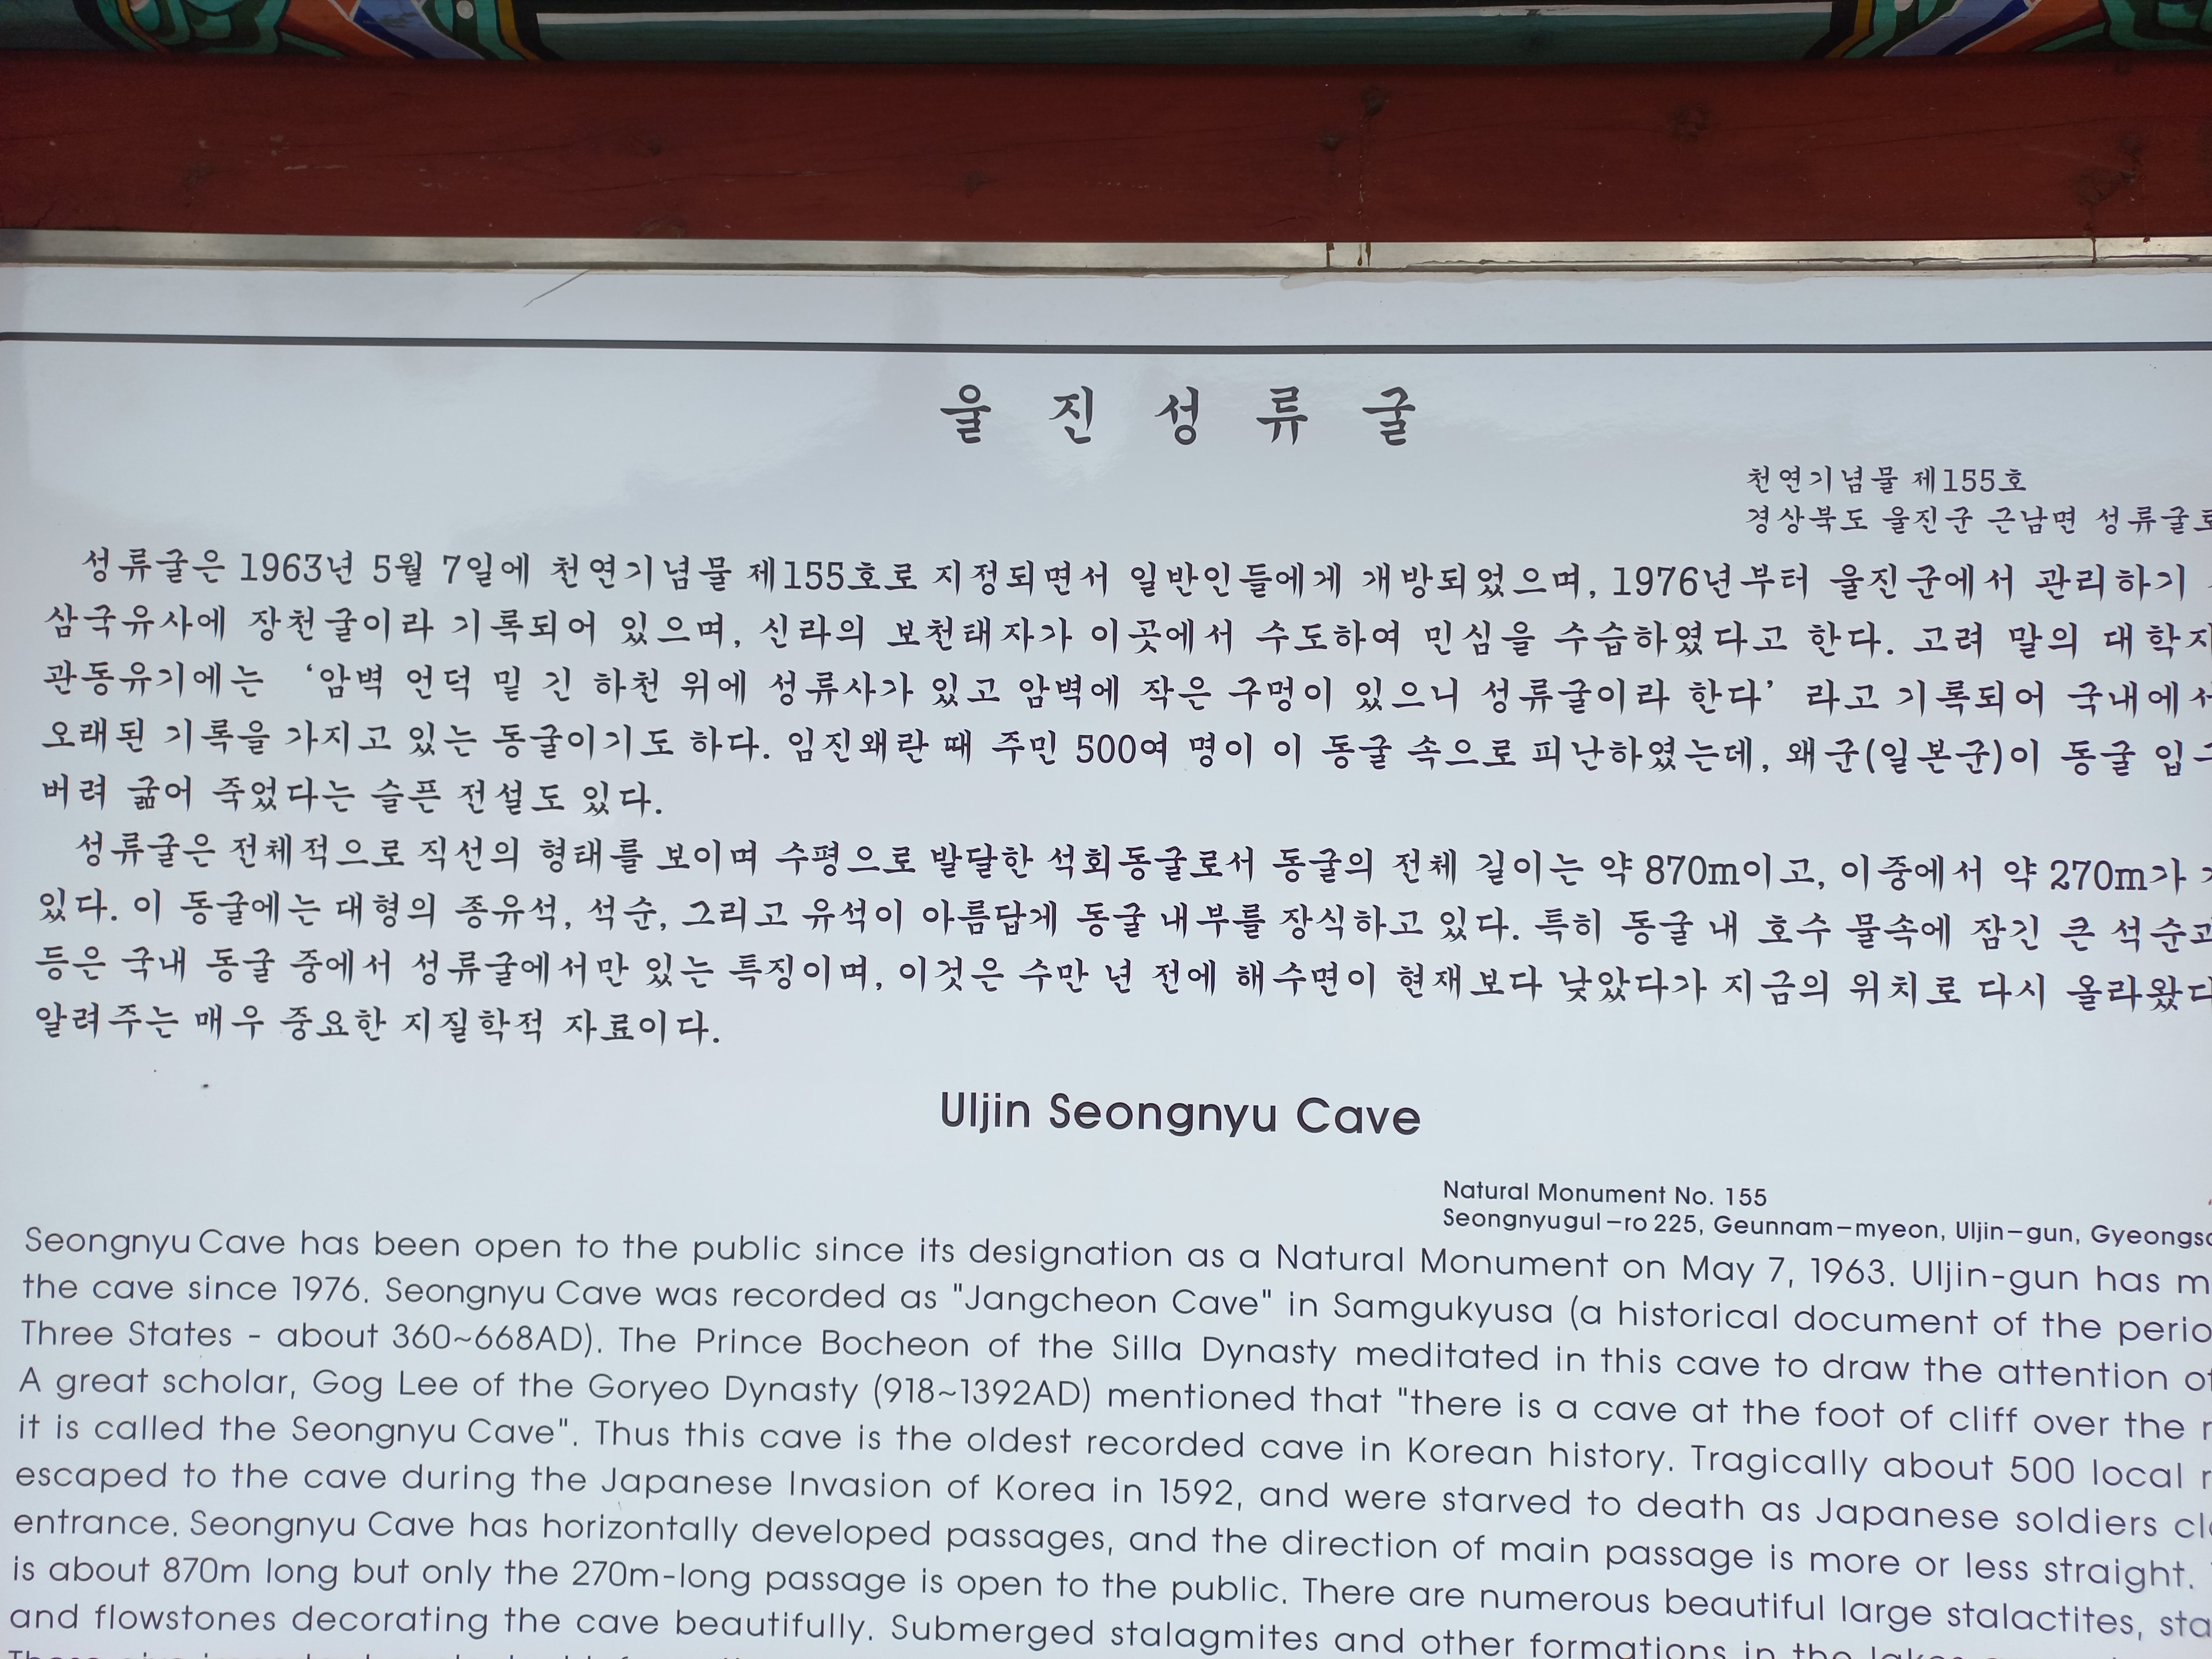 울진성류굴
천연기념물 제155호
경상북도 울진군 근남면 성류굴로
성류굴은 1963년 5월 7일에 천연기념물 제155호로 지정되면서 일반인들에게 개방되었으며, 1976년부터 울진군에서 관리하기
삼국유사에 장천굴이라 기록되어 있으며, 신라의 보천태자가 이곳에서 수도하여 민심을 수습하였다고 한다. 고려 말의
관동유기에는 ‘암벽 언덕 밑 긴 하천 위에 성류사가 있고 암벽에 작은 구멍이 있으니 성류굴이라 한다’ 라고 기록되어
오래된 기록을 가지고 있는 동굴이기도 하다. 임진왜란 때 주민 500여 명이 이 동굴 속으로 피난하였는데, 왜군(일본군)이 동굴
버려 굶어 죽었다는 슬픈 전설도 있다.
성류굴은 전체적으로 직선의 형태를 보이며 수평으로 발달한 석회동굴로서 동굴의 전체 길이는 약 870m이고, 이중에서 약 270m가
있다. 이 동굴에는 대형의 종유석, 석순, 그리고 유석이 아름답게 동굴 내부를 장식하고 있다. 특히 동굴 내 호수 물속에 잠긴 큰
등은 국내 동굴 중에서 성류굴에서만 있는 특징이며, 이것은 수만 년 전에 해수면이 현재보다 낮았다가 지금의 위치로 다시
알려주는 매우 중요한 지질학적 자료이다.
Uljin Seongnyu Cave
Natural Monument No. 155
Seongnyugul-ro 225, Geunnam-myeon, Uljin-gun,
Seongnyu Cave has been open to the public since its designation as a Natural Monument on May 7, 1963. Uljin-gun has
the cave since 1976. Seongnyu Cave was recorded as "Jangcheon Cave" in Samgukyusa (a historical document of the
Three States - about 360~668AD). The Prince Bocheon of the Silla Dynasty meditated in this cave to draw the attention of
A great scholar, Gog Lee of the Goryeo Dynasty (918~1392AD) mentioned that "there is a cave at the foot of cliff over the
it is called the Seongnyu Cave". Thus this cave is the oldest recorded cave in Korean history. Tragically about 500 local
escaped to the cave during the Japanese Invasion of Korea in 1592, and were starved to death as Japanese soldiers
entrance. Seongnyu Cave has horizontally developed passages, and the direction of main passage is more or less straight.
is about 870m long but only the 270m-long passage is open to the public. There are numerous beautiful large stalactites,
and flowstones decorating the cave beautifully. Submerged stalagmites and other formations in the